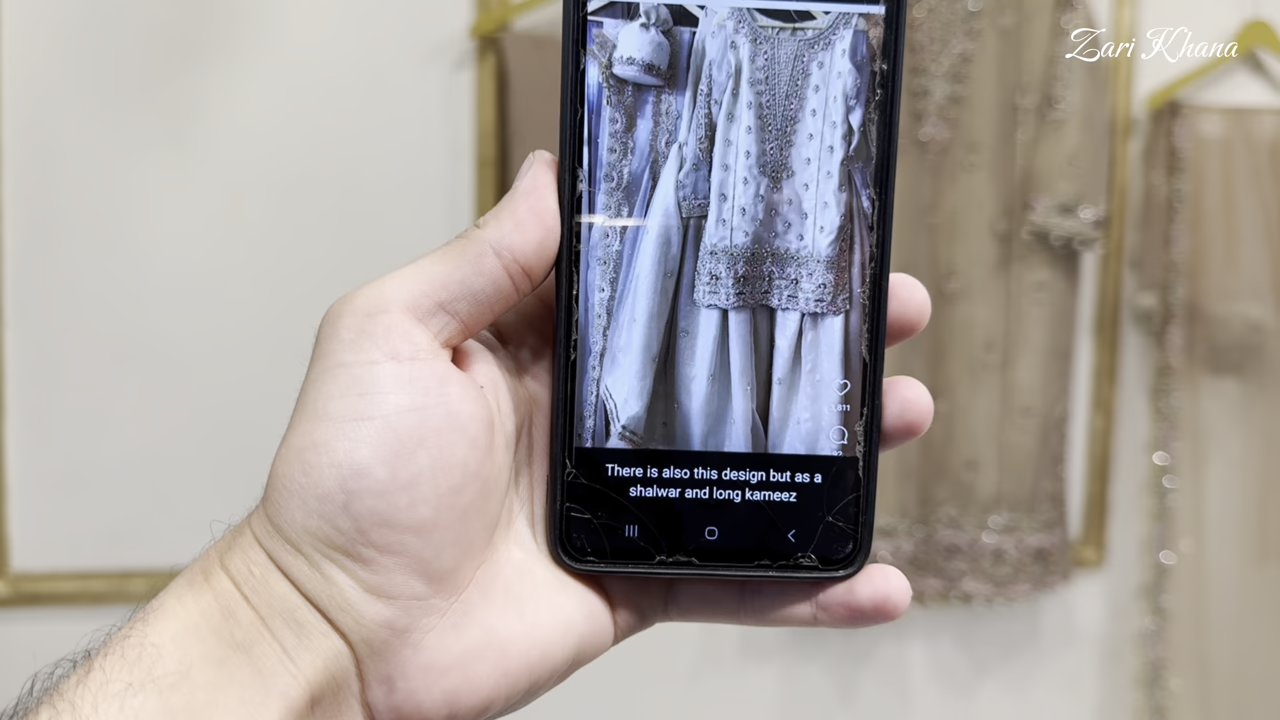 Zari Khana
3,811
There is also this design but as a
shalwar and long kameez